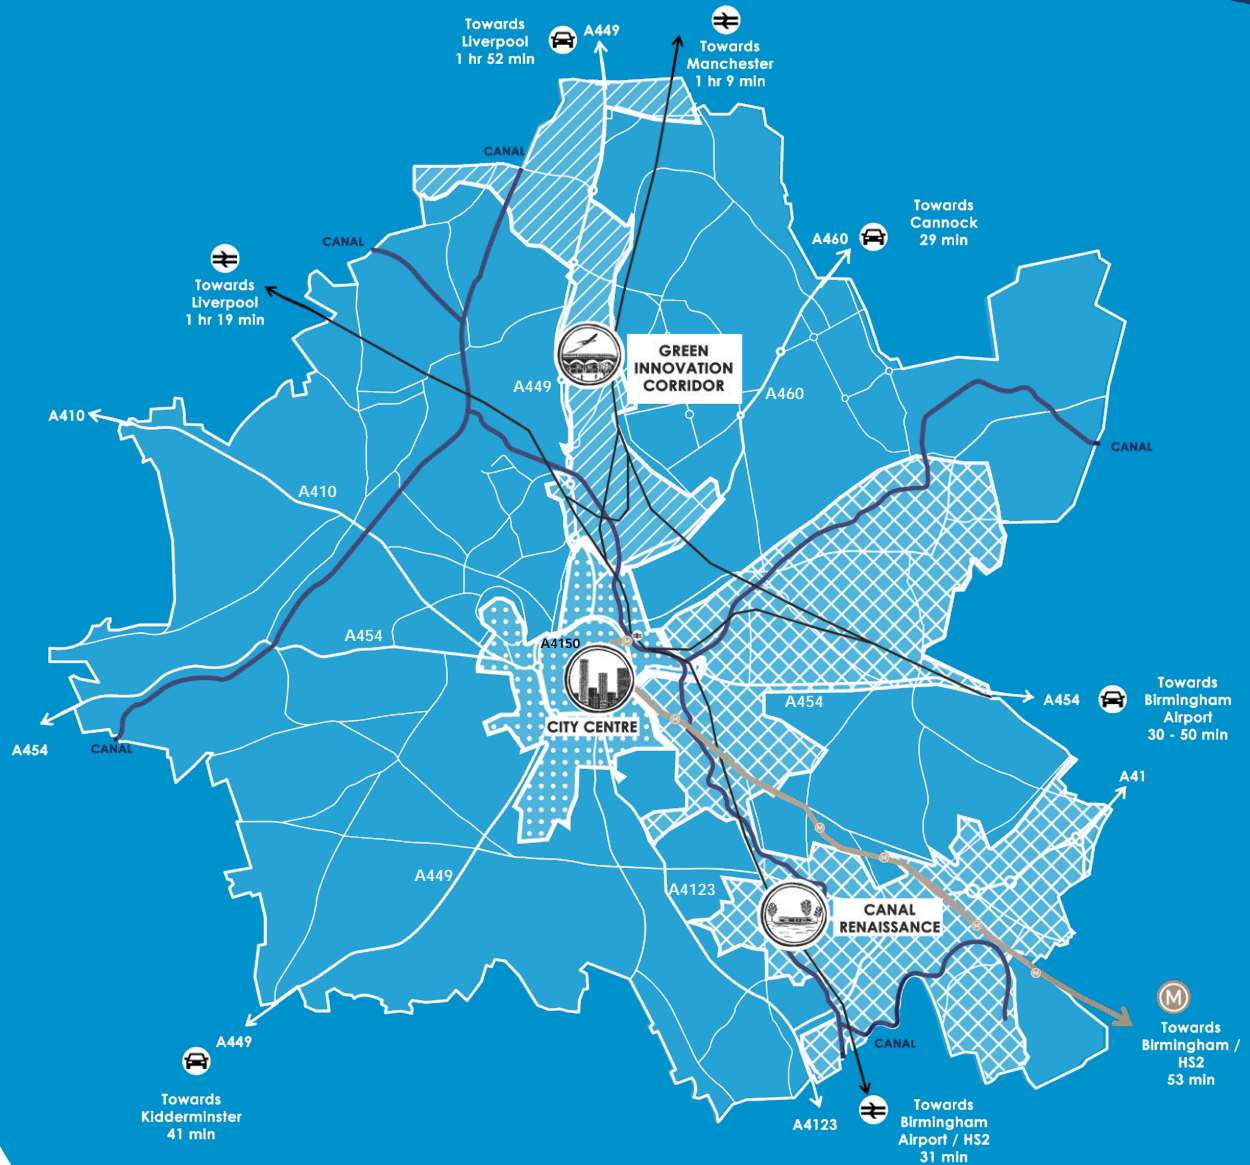 Towards
Liverpool
1 hr 52 min
A449
Towards
Manchester
1 hr 9 min
CANAL
Towards
Cannock
29 min
A460
CANAL
Towards
Liverpool
1 hr 19 min
GREEN
INNOVATION
CORRIDOR
A449
A460
A410
CANAL
A410
A454
A4150
CITY CENTRE
A454
A454
Towards
Birmingham
Airport
30 - 50 min
A454
CANAL
A41
A449
A4123
CANAL
RENAISSANCE
M
M
M
M
M
M
M
Towards
Birmingham /
HS2
53 min
CANAL
A449
Towards
Kidderminster
41 min
A4123
Towards
Birmingham
Airport / HS2
31 min